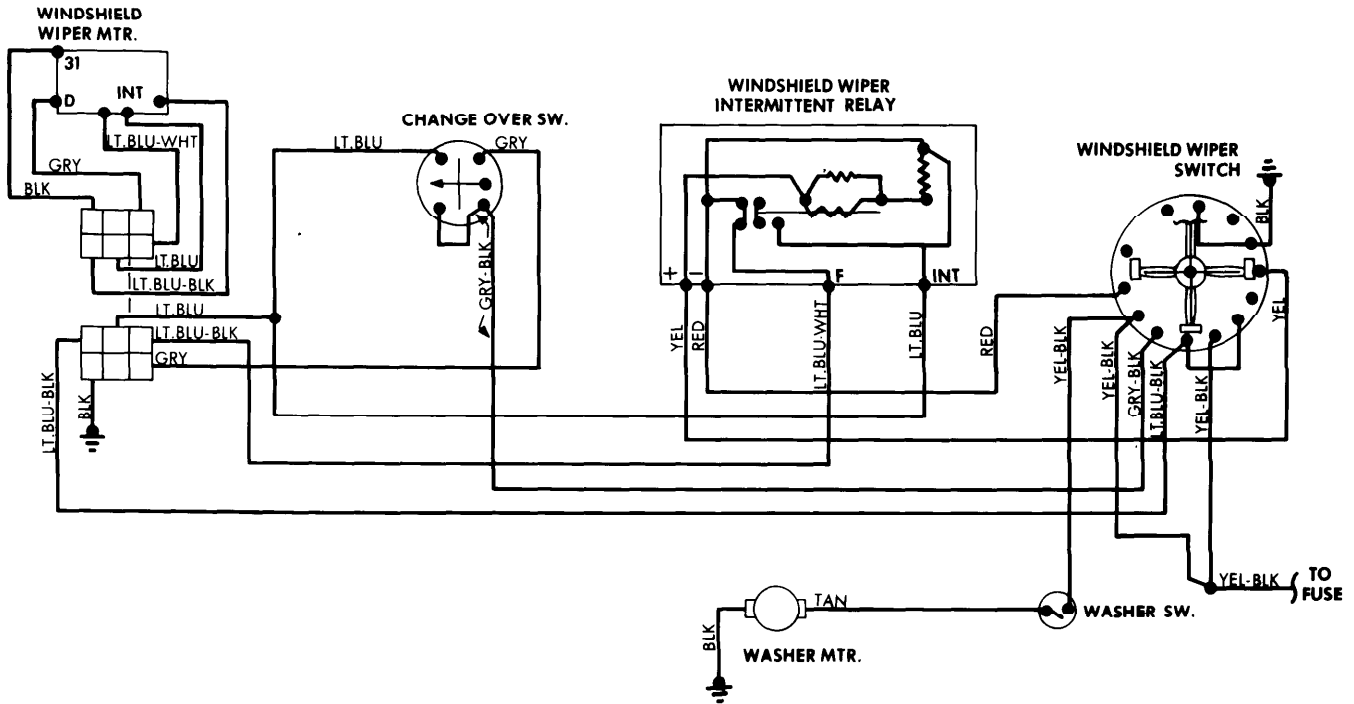 WINDSHIELD
WIPER MTR.
31
D
INT
LT.BLU-WHT
GRY
BLK
LT.BLU
LT.BLU-BLK
LT.BLU
LT.BLU-BLK
GRY
LT.BLU-BLK
BLK
LT.BLU
CHANGE OVER SW.
GRY
GRY-BLK
WINDSHIELD WIPER
INTERMITTENT RELAY
+
-
F
INT
YEL
RED
LT.BLU-WHT
LT.BLU
RED
WINDSHIELD WIPER
SWITCH
BLK
YEL
YEL-BLK
YEL-BLK
GRY-BLK
LT.BLU-BLK
YEL-BLK
YEL-BLK
TO
FUSE
TAN
WASHER SW.
BLK
WASHER MTR.